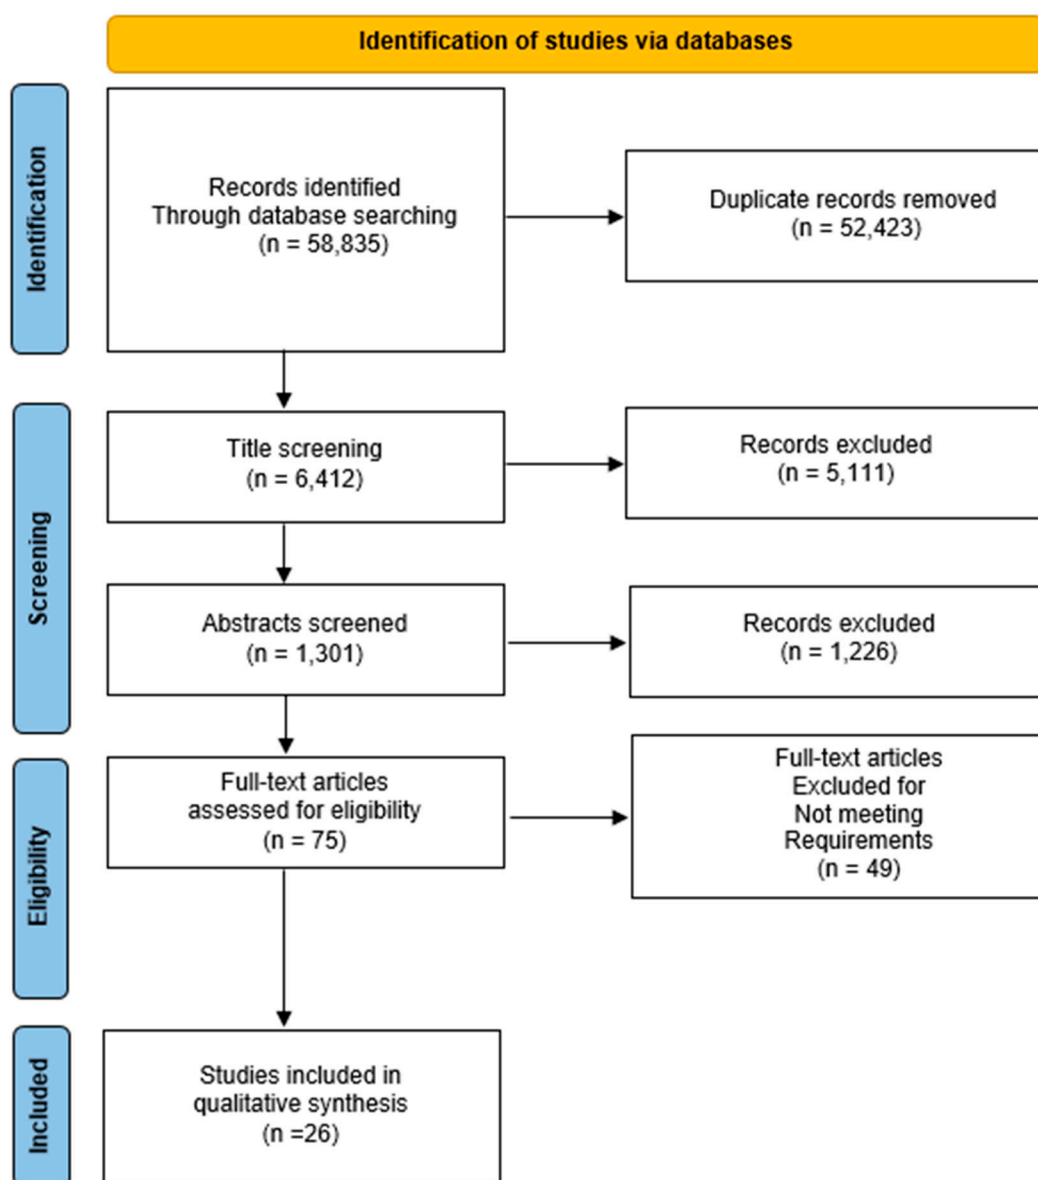 Identification of studies via databases
Identification
Records identified
Through database searching
(n = 58,835)
Duplicate records removed
(n = 52,423)
Screening
Title screening
(n = 6,412)
Records excluded
(n = 5,111)
Abstracts screened
(n = 1,301)
Records excluded
(n = 1,226)
Eligibility
Full-text articles
assessed for eligibility
(n = 75)
Full-text articles
Excluded for
Not meeting
Requirements
(n = 49)
Included
Studies included in
qualitative synthesis
(n =26)